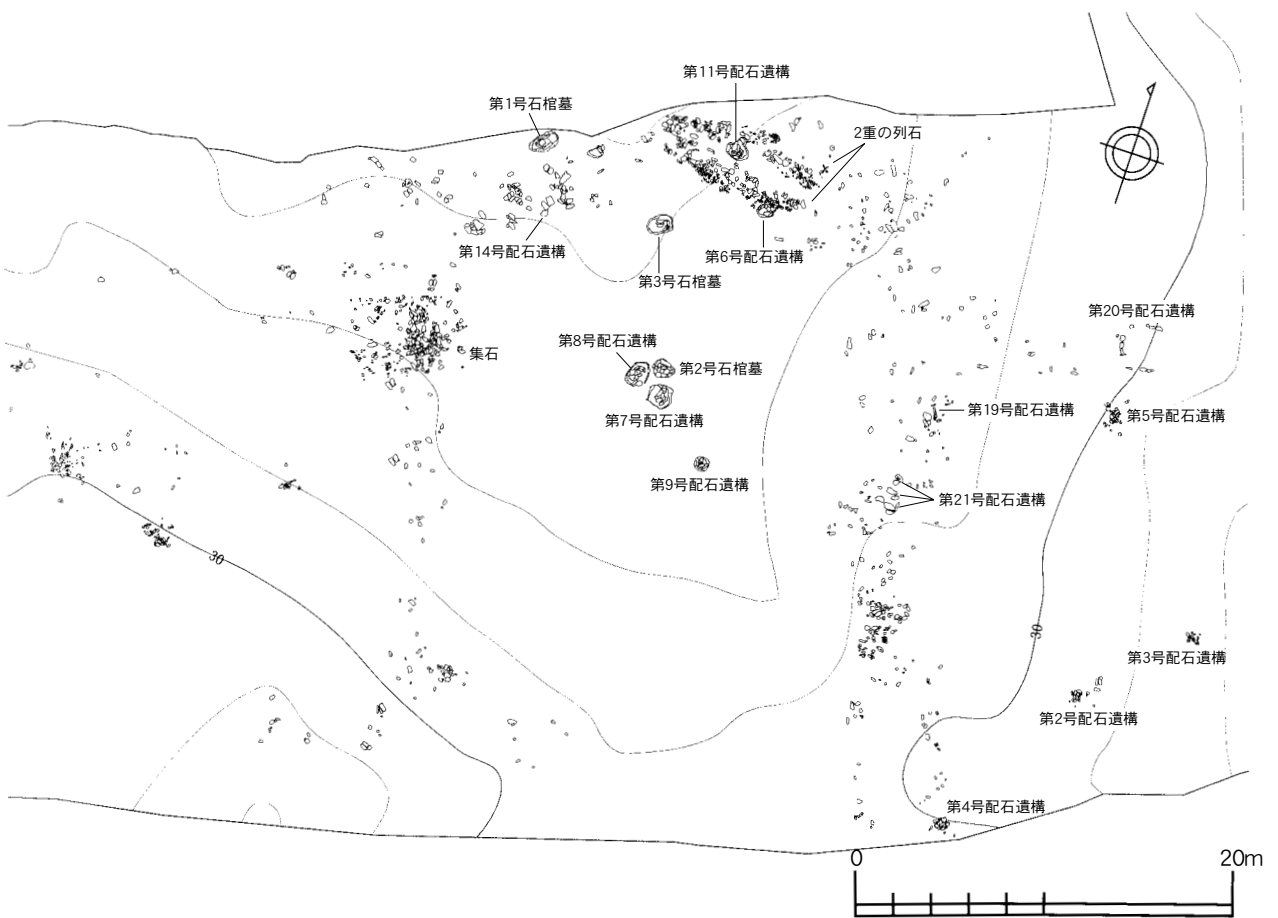 第11号配石遺構
第1号石棺墓
2重の列石
第14号配石遺構
第6号配石遺構
第3号石棺墓
第20号配石遺構
第8号配石遺構
集石
第2号石棺墓
第19号配石遺構
第5号配石遺構
第7号配石遺構
第9号配石遺構
第21号配石遺構
30
30
第3号配石遺構
第2号配石遺構
第4号配石遺構
0
20m